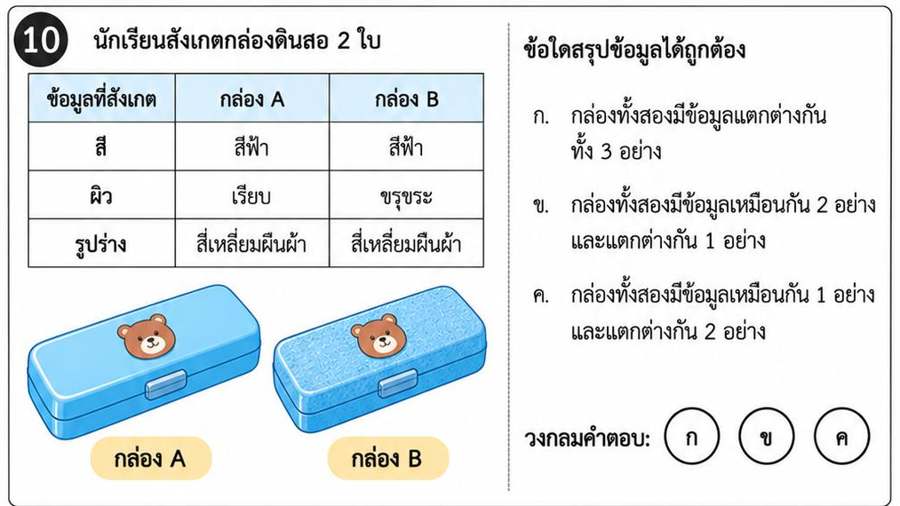 10 นักเรียนสังเกตกล่องดินสอ 2 ใบ
ข้อมูลที่สังเกต กล่อง A กล่อง B
สี สีฟ้า สีฟ้า
ผิว เรียบ ขรุขระ
รูปร่าง สี่เหลี่ยมผืนผ้า สี่เหลี่ยมผืนผ้า
กล่อง A กล่อง B
ข้อใดสรุปข้อมูลได้ถูกต้อง
ก. กล่องทั้งสองมีข้อมูลแตกต่างกัน
ทั้ง 3 อย่าง
ข. กล่องทั้งสองมีข้อมูลเหมือนกัน 2 อย่าง
และแตกต่างกัน 1 อย่าง
ค. กล่องทั้งสองมีข้อมูลเหมือนกัน 1 อย่าง
และแตกต่างกัน 2 อย่าง
วงกลมคำตอบ: ก ข ค